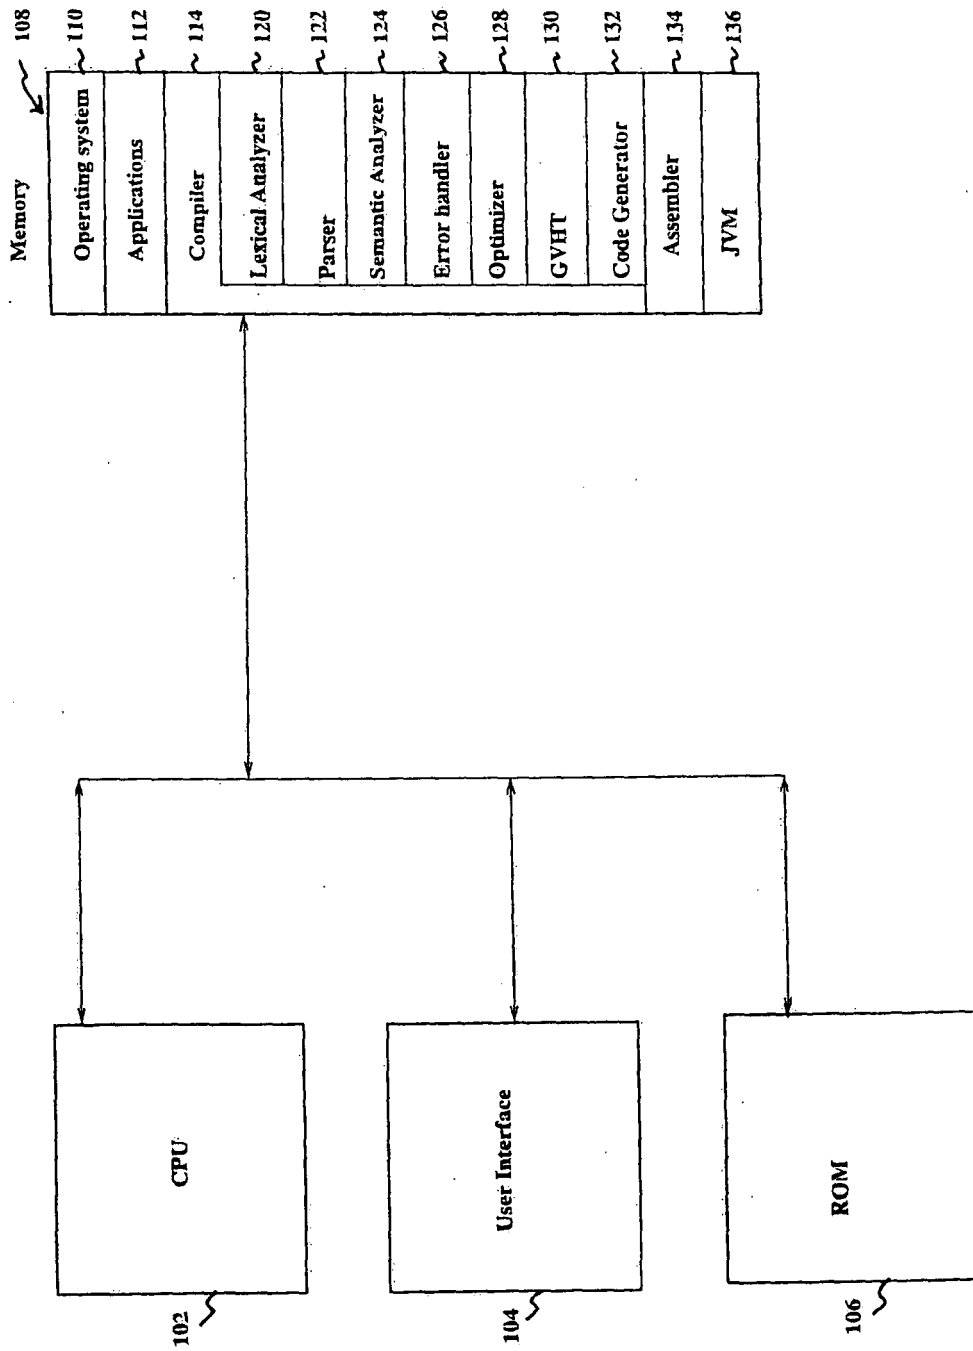 Memory
108
Operating system
110
Applications
112
Compiler
114
Lexical Analyzer
120
Parser
122
Semantic Analyzer
124
Error handler
126
Optimizer
128
GVHT
130
Code Generator
132
Assembler
134
JVM
136
CPU
102
User Interface
104
ROM
106